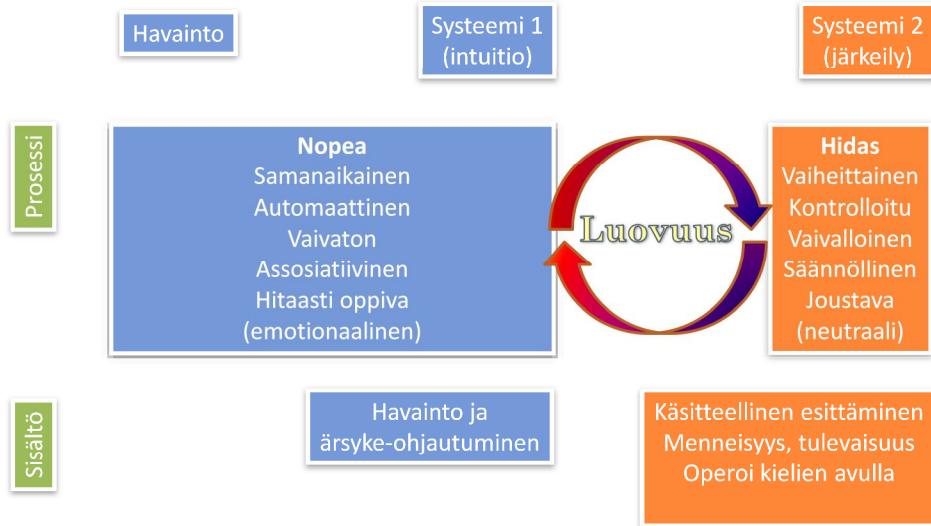 Havainto
Systeemi 1
(intuitio)
Systeemi 2
(järkeily)
Prosessi
Nopea
Samanaikainen
Automaattinen
Vaivaton
Assosiatiivinen
Hitaasti oppiva
(emotionaalinen)
Luovuus
Hidas
Vaiheittainen
Kontrolloitu
Vaivalloinen
Säännöllinen
Joustava
(neutraali)
Sisältö
Havainto ja
ärsyke-ohjautuminen
Käsitteellinen esittäminen
Menneisyys, tulevaisuus
Operoi kielien avulla